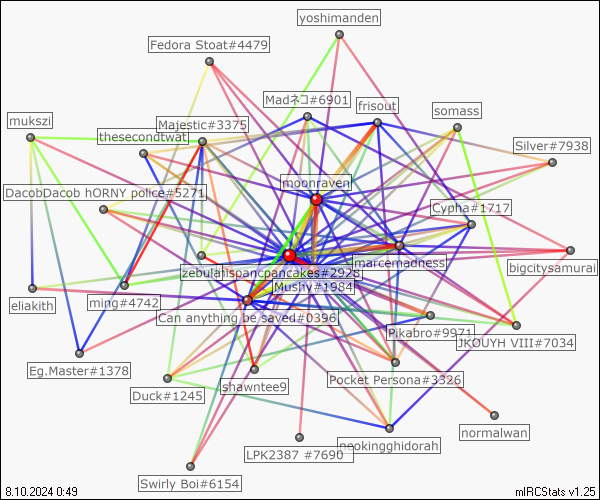 yoshimanden
Fedora Stoat#4479
Madネコ#6901
frisout
somass
mukszi
Majestic#3375
thesecondtwat
Silver#7938
moonraven
DacobDacob hORNY police#5271
Cypha#1717
marcemadness
bigcitysamurai
zebulahispancpancakes#2928
Mushy#1984
eliakith
ming#4742
Can anything be saved#0396
Pikabro#9971
JKOUYH VIII#7034
Eg.Master#1378
Pocket Persona#3326
shawntee9
Duck#1245
normalwan
neokingghidorah
LPK2387 #7690
Swirly Boi#6154
8.10.2024 0:49
mIRCStats v1.25